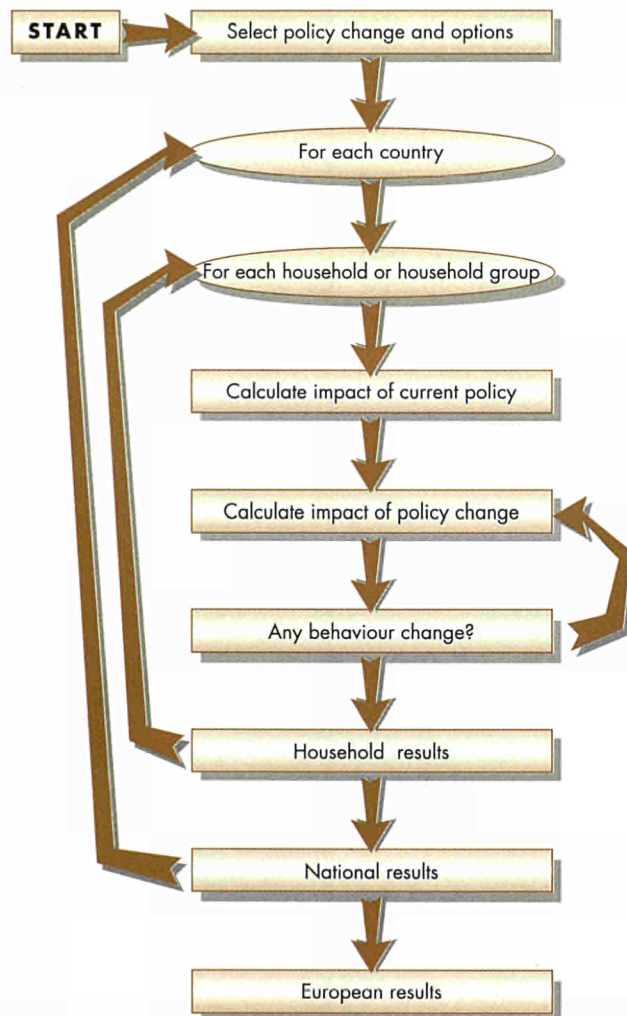 START
Select policy change and options
For each country
For each household or household group
Calculate impact of current policy
Calculate impact of policy change
Any behaviour change?
Household results
National results
European results